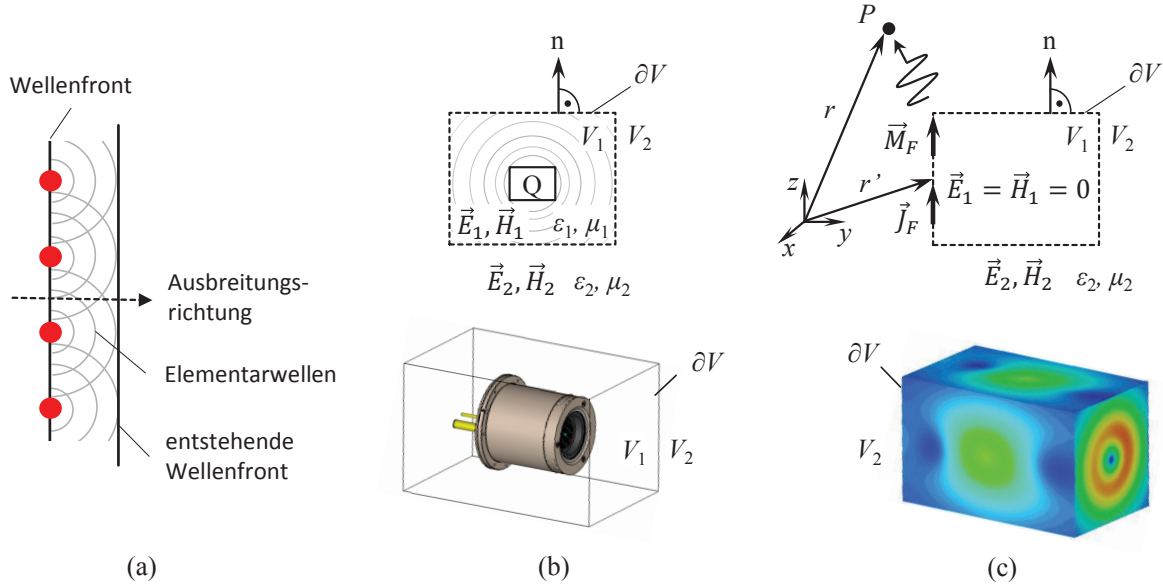 Wellenfront
Ausbreitungs-
richtung
Elementarwellen
entstehende
Wellenfront
(a)
n
∂V
V₁ V₂
Q
E⃗₁, H⃗₁ ε₁, μ₁
E⃗₂, H⃗₂ ε₂, μ₂
∂V
V₁ V₂
(b)
P
n
∂V
r
M⃗_F
V₁ V₂
r'
E⃗₁ = H⃗₁ = 0
z
J⃗_F
x y
E⃗₂, H⃗₂ ε₂, μ₂
∂V
V₂
(c)